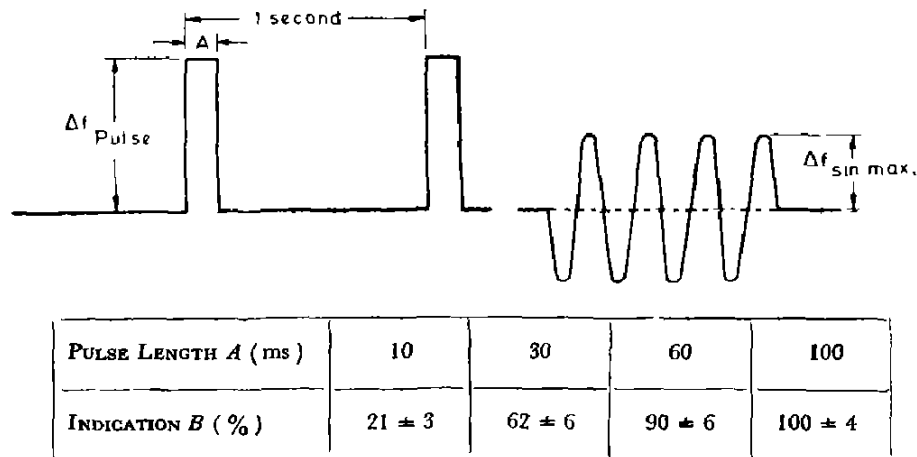 1 second
A
Δf Pulse
Δf sin max.
PULSE LENGTH A (ms) 10 30 60 100
INDICATION B (%) 21 ± 3 62 ± 6 90 ± 6 100 ± 4